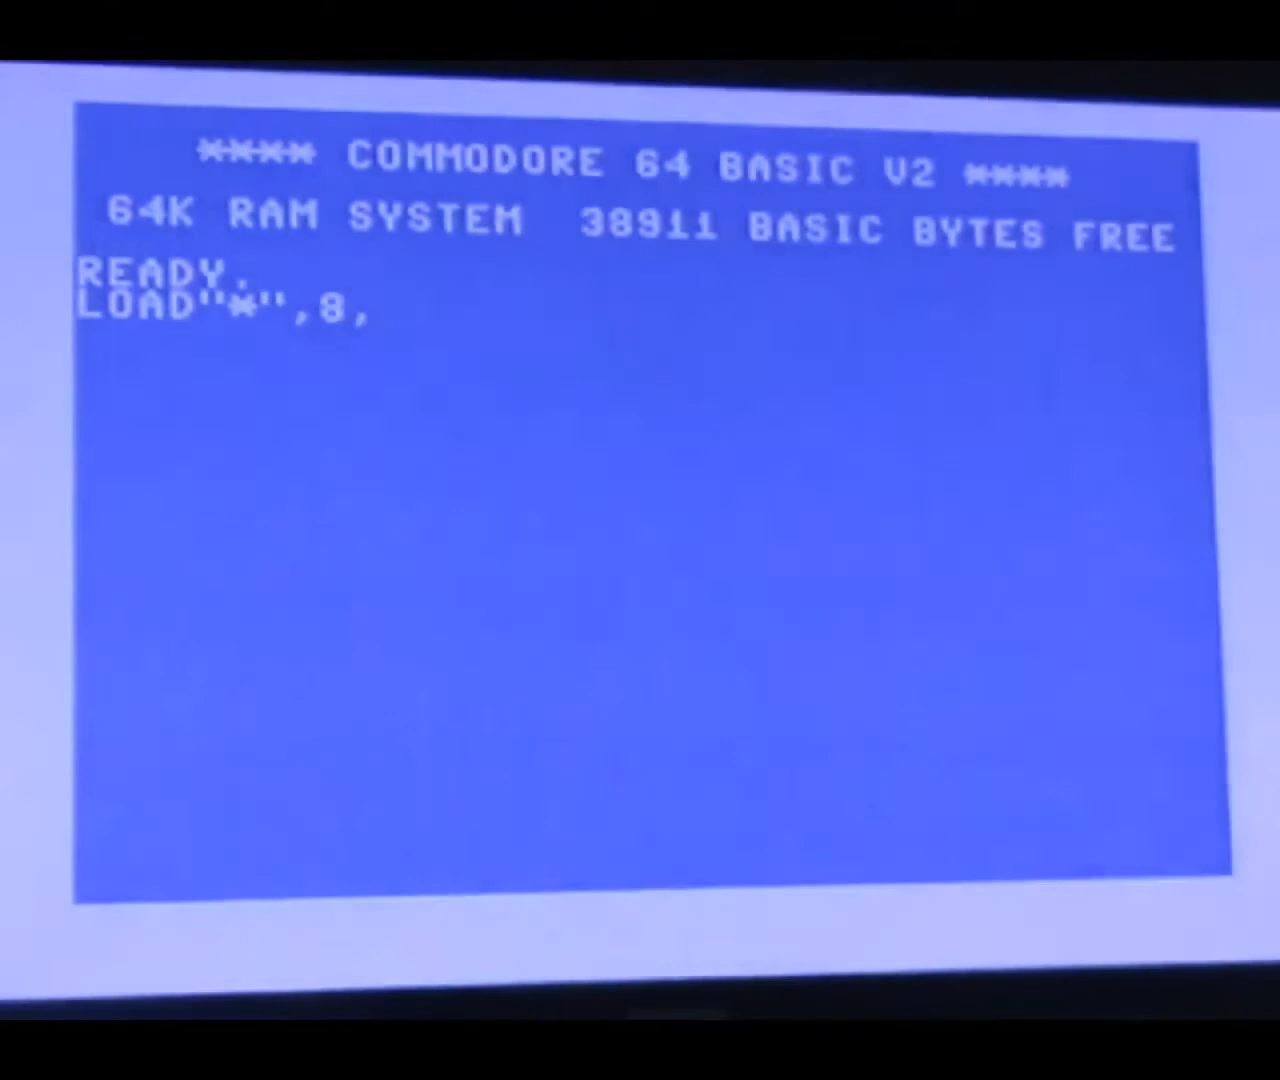 **** COMMODORE 64 BASIC V2 ****
64K RAM SYSTEM  38911 BASIC BYTES FREE
READY.
LOAD"*",8,